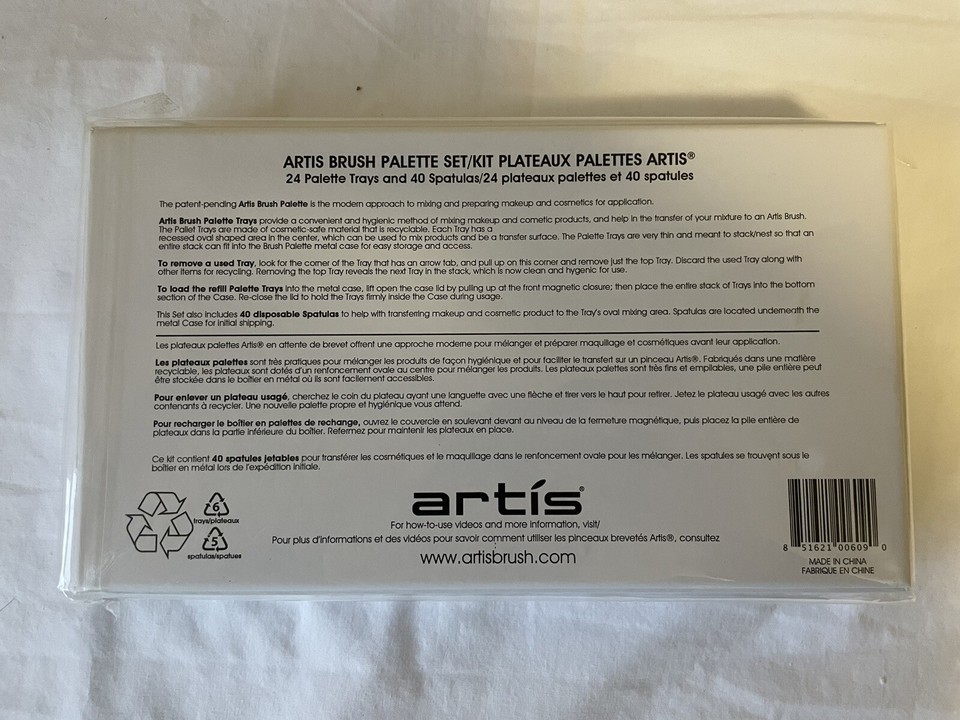 ARTIS BRUSH PALETTE SET/KIT PLATEAUX PALETTES ARTIS®
24 Palette Trays and 40 Spatulas/24 plateaux palettes et 40 spatules
The patent-pending Artis Brush Palette is the modern approach to mixing and preparing makeup and cosmetics for application.
Artis Brush Palette Trays provide a convenient and hygienic method of mixing makeup and cometic products, and help in the transfer of your mixture to an Artis Brush.
The Pallet Trays are made of cosmetic-safe material that is recyclable. Each Tray has a
recessed oval shaped area in the center, which can be used to mix products and be a transfer surface. The Palette Trays are very thin and meant to stack/nest so that an
entire stack can fit into the Brush Palette metal case for easy storage and access.
To remove a used Tray, look for the corner of the Tray that has an arrow tab, and pull up on this corner and remove just the top Tray. Discard the used Tray along with
other items for recycling. Removing the top Tray reveals the next Tray in the stack, which is now clean and hygenic for use.
To load the refill Palette Trays into the metal case, lift open the case lid by pulling up at the front magnetic closure; then place the entire stack of Trays into the bottom
section of the Case. Re-close the lid to hold the Trays firmly inside the Case during usage.
This Set also includes 40 disposable Spatulas to help with transferring makeup and cosmetic product to the Tray's oval mixing area. Spatulas are located underneath the
metal Case for initial shipping.
Les plateaux palettes Artis® en attente de brevet offrent une approche moderne pour mélanger et préparer maquillage et cosmétiques avant leur application.
Les plateaux palettes sont très pratiques pour mélanger les produits de façon hygiénique et pour faciliter le transfert sur un pinceau Artis®. Fabriqués dans une matière
recyclable, les plateaux sont dotés d'un renfoncement ovale au centre pour mélanger les produits. Les plateaux palettes sont très fins et empilables, une pile entière peut
être stockée dans le boîtier en métal où ils sont facilement accessibles.
Pour enlever un plateau usagé, cherchez le coin du plateau ayant une languette avec une flèche et tirer vers le haut pour retirer. Jetez le plateau usagé avec les autres
contenants à recycler. Une nouvelle palette propre et hygiénique vous attend.
Pour recharger le boîtier en palettes de rechange, ouvrez le couvercle en soulevant devant au niveau de la fermeture magnétique, puis placez la pile entière de
plateaux dans la partie inférieure du boîtier. Refermez pour maintenir les plateaux en place.
Ce kit contient 40 spatules jetables pour transférer les cosmétiques et le maquillage dans le renfoncement ovale pour les mélanger. Les spatules se trouvent sous le
boîtier en métal lors de l'expédition initiale.
6
trays/plateaux
5
spatulas/spatues
artís®
For how-to-use videos and more information, visit/
Pour plus d'informations et des vidéos pour savoir comment utiliser les pinceaux brevetés Artis®, consultez
www.artisbrush.com
8 51621 00609 0
MADE IN CHINA
FABRIQUE EN CHINE